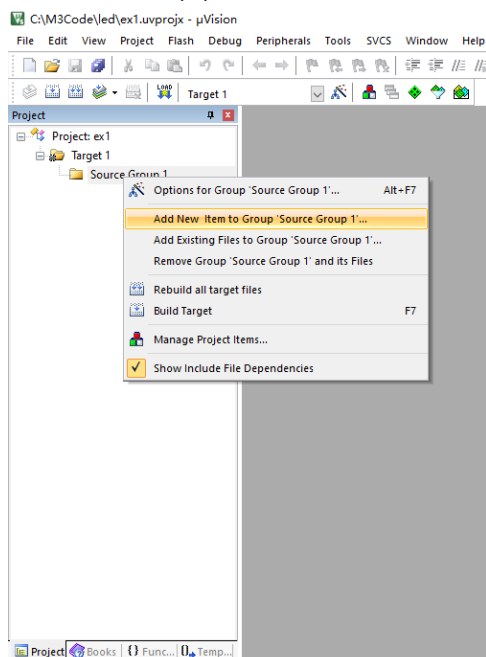 C:\M3Code\led\ex1.uvprojx - µVision
File Edit View Project Flash Debug Peripherals Tools SVCS Window Help
LOAD Target 1
Project
Project: ex1
Target 1
Source Group 1
Options for Group 'Source Group 1'... Alt+F7
Add New Item to Group 'Source Group 1'...
Add Existing Files to Group 'Source Group 1'...
Remove Group 'Source Group 1' and its Files
Rebuild all target files
Build Target F7
Manage Project Items...
Show Include File Dependencies
Project Books {} Func... 0 Temp...